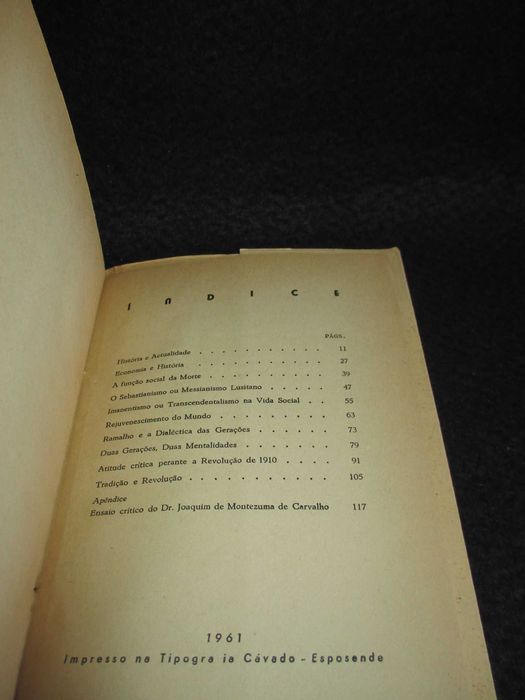 ÍNDICE
PÁGS.
História e Actualidade . . . . . . . . . . . 11
Economia e História . . . . . . . . . . . 27
A função social da Morte . . . . . . . . . . 39
O Sebastianismo ou Messianismo Lusitano . . . . . . 47
Imanentismo ou Transcendentalismo na Vida Social . . . 55
Rejuvenescimento do Mundo . . . . . . . . . 63
Ramalho e a Dialéctica das Gerações . . . . . . . 73
Duas Gerações, Duas Mentalidades . . . . . . . 79
Atitude crítica perante a Revolução de 1910 . . . . 91
Tradição e Revolução . . . . . . . . . . . 105
Apêndice
Ensaio crítico do Dr. Joaquim de Montezuma de Carvalho 117
1961
Impresso na Tipogra ia Cávado - Esposende